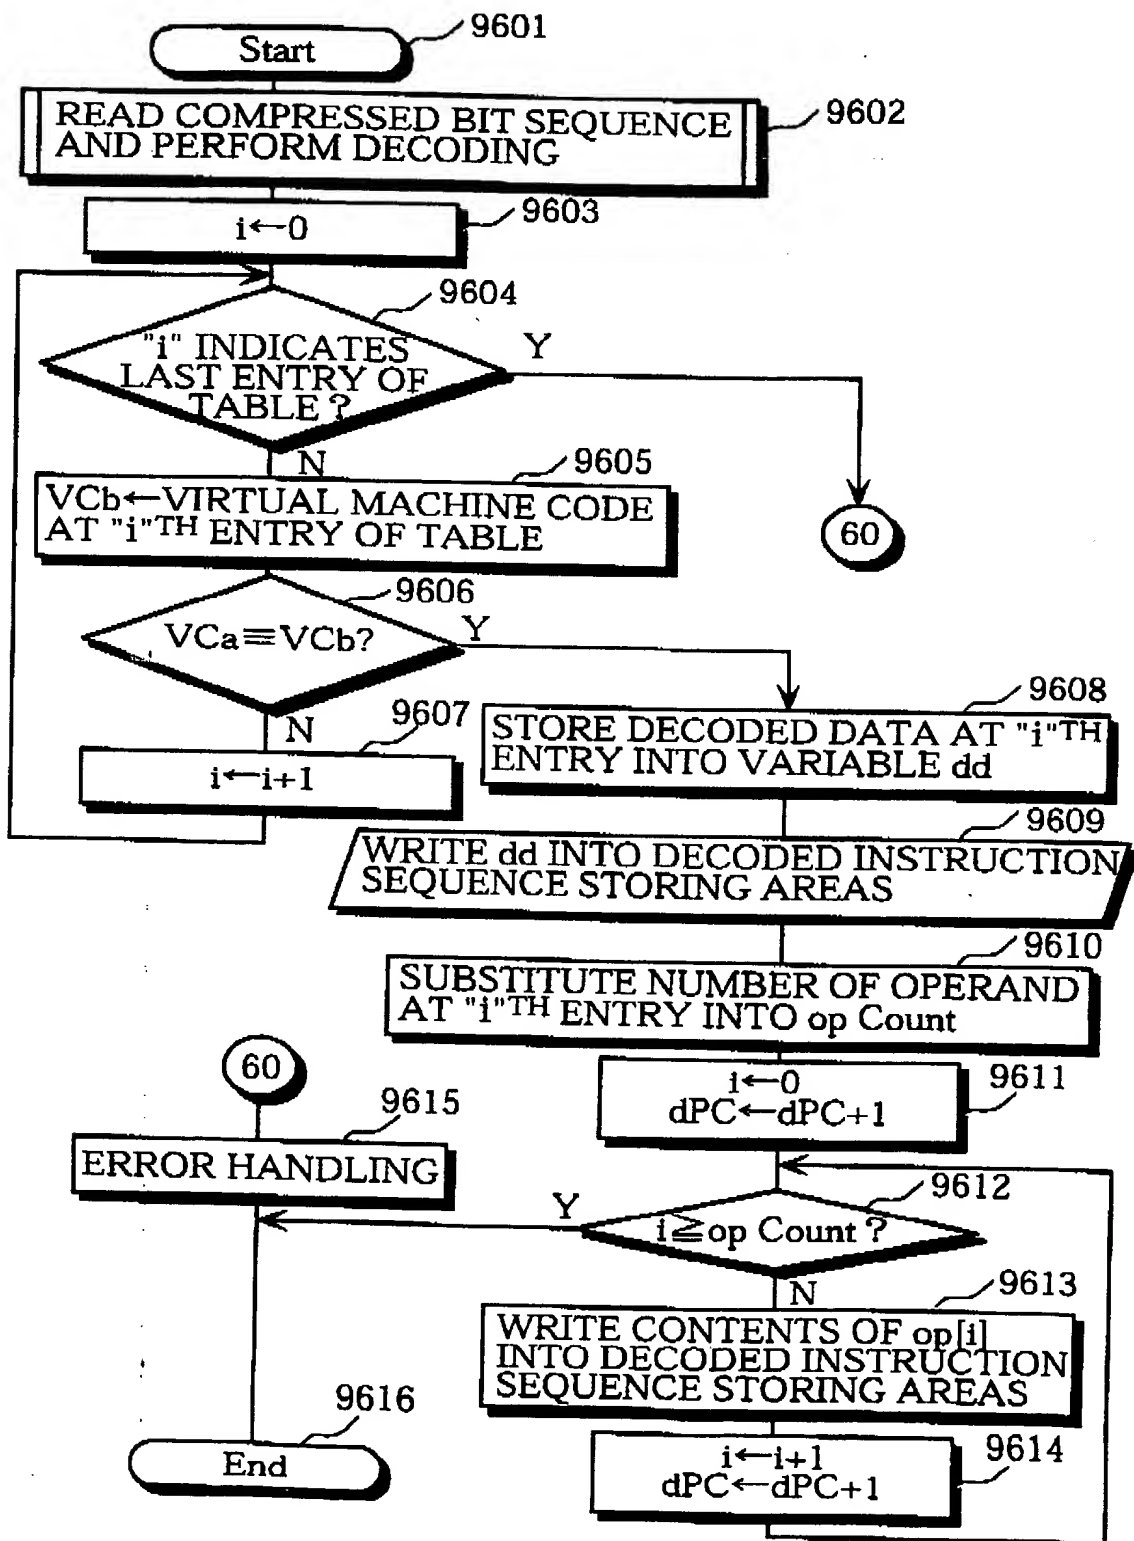 Start
9601
READ COMPRESSED BIT SEQUENCE
AND PERFORM DECODING
9602
i←0
9603
9604
"i" INDICATES
LAST ENTRY OF
TABLE ?
Y
N
60
9605
VCb←VIRTUAL MACHINE CODE
AT "i"TH ENTRY OF TABLE
9606
VCa≡VCb?
Y
N
9607
i←i+1
9608
STORE DECODED DATA AT "i"TH
ENTRY INTO VARIABLE dd
9609
WRITE dd INTO DECODED INSTRUCTION
SEQUENCE STORING AREAS
9610
SUBSTITUTE NUMBER OF OPERAND
AT "i"TH ENTRY INTO op Count
9611
i←0
dPC←dPC+1
60
9615
ERROR HANDLING
9612
i≧op Count ?
Y
N
9613
WRITE CONTENTS OF op[i]
INTO DECODED INSTRUCTION
SEQUENCE STORING AREAS
9614
i←i+1
dPC←dPC+1
9616
End